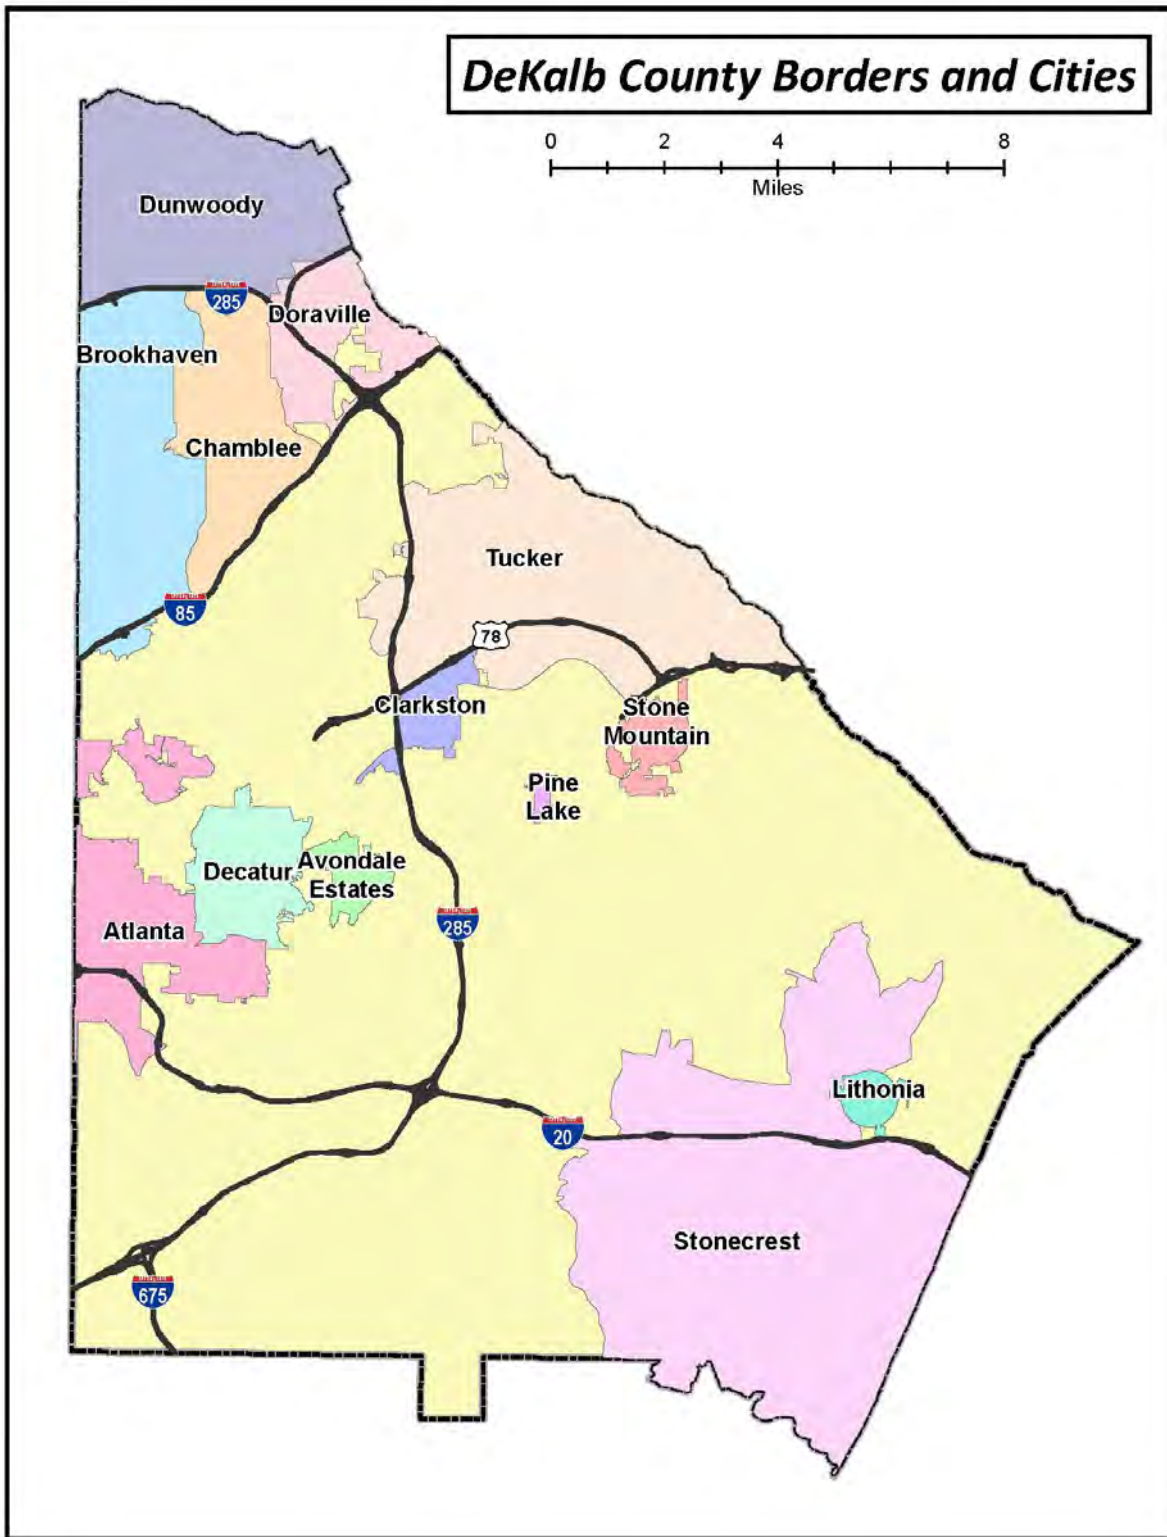 DeKalb County Borders and Cities
0 2 4 8
Miles
Dunwoody
285
Doraville
Brookhaven
Chamblee
Tucker
85
78
Clarkston
Stone
Mountain
Pine
Lake
Decatur
Avondale
Estates
Atlanta
285
Lithonia
20
Stonecrest
675